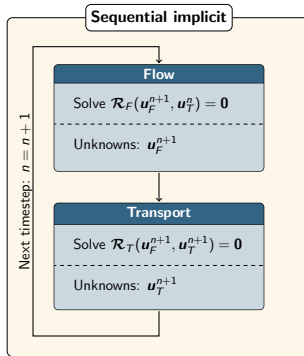 Sequential implicit
Flow
Solve 𝓡_F(𝒖_F^{n+1}, 𝒖_T^n) = 𝟎
Unknowns: 𝒖_F^{n+1}
Transport
Solve 𝓡_T(𝒖_F^{n+1}, 𝒖_T^{n+1}) = 𝟎
Unknowns: 𝒖_T^{n+1}
Next timestep: n = n + 1